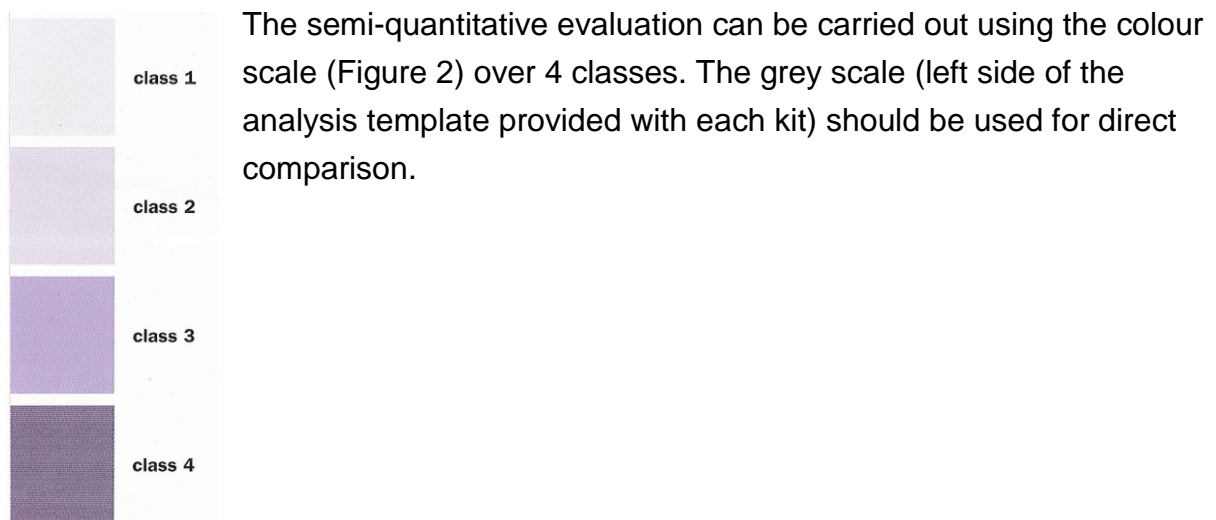 class 1
class 2
class 3
class 4
The semi-quantitative evaluation can be carried out using the colour
scale (Figure 2) over 4 classes. The grey scale (left side of the
analysis template provided with each kit) should be used for direct
comparison.